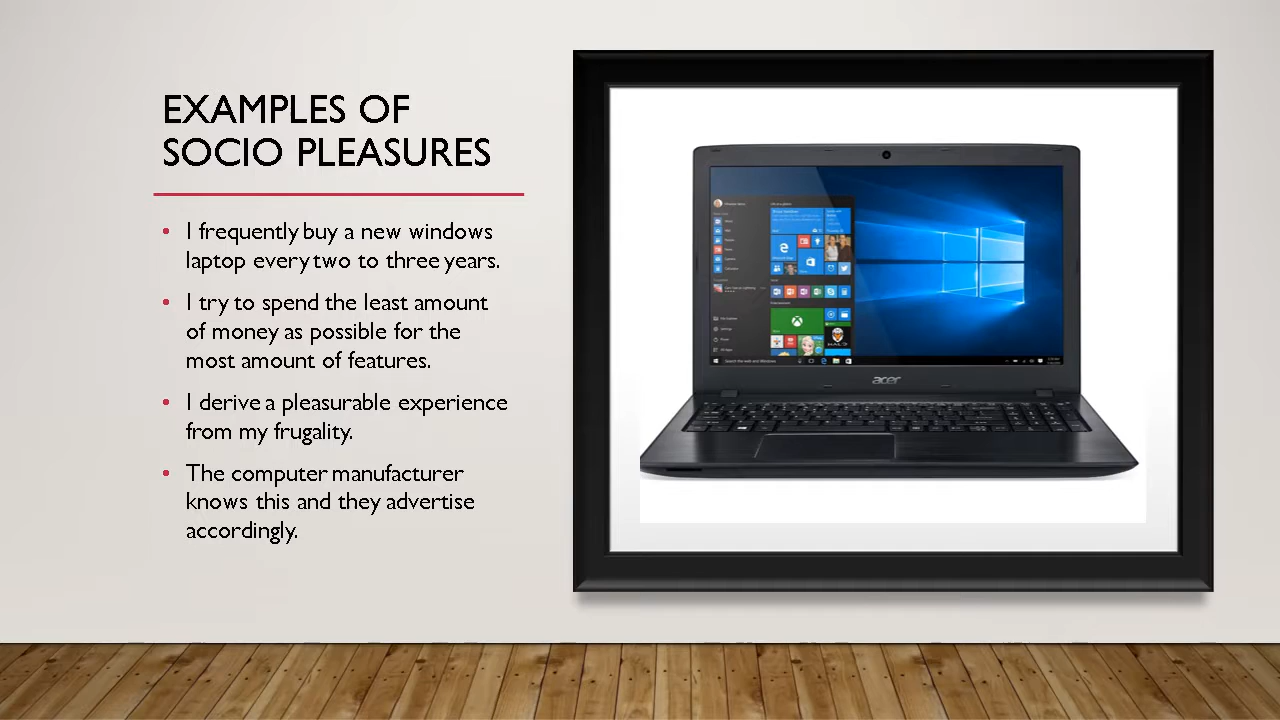 EXAMPLES OF
SOCIO PLEASURES
• I frequently buy a new windows
laptop every two to three years.
• I try to spend the least amount
of money as possible for the
most amount of features.
• I derive a pleasurable experience
from my frugality.
• The computer manufacturer
knows this and they advertise
accordingly.
acer